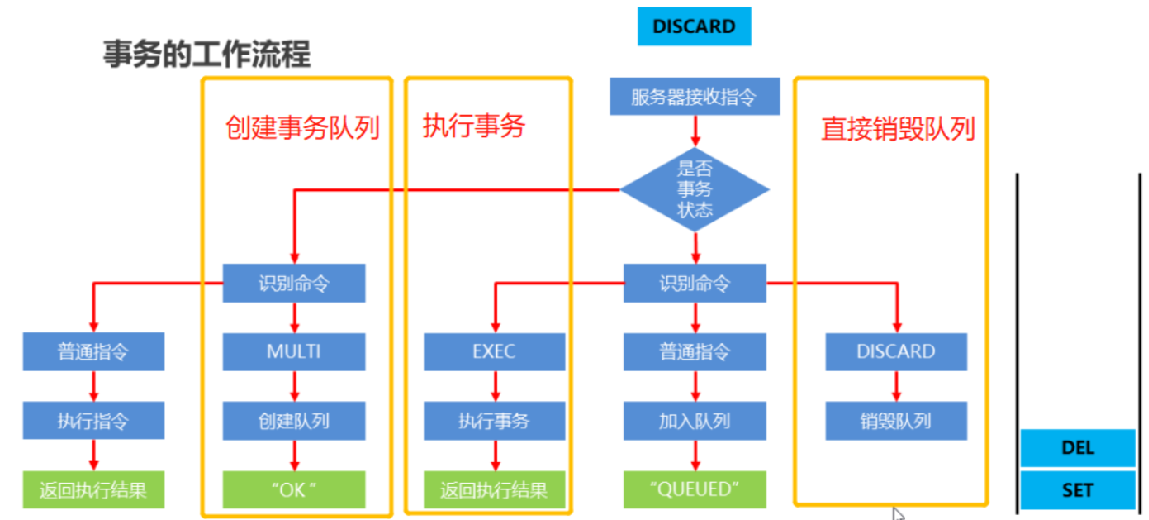 DISCARD
事务的工作流程
服务器接收指令
创建事务队列
执行事务
直接销毁队列
是否
事务
状态
识别命令
识别命令
普通指令
MULTI
EXEC
普通指令
DISCARD
执行指令
创建队列
执行事务
加入队列
销毁队列
DEL
返回执行结果
“OK”
返回执行结果
“QUEUED”
SET